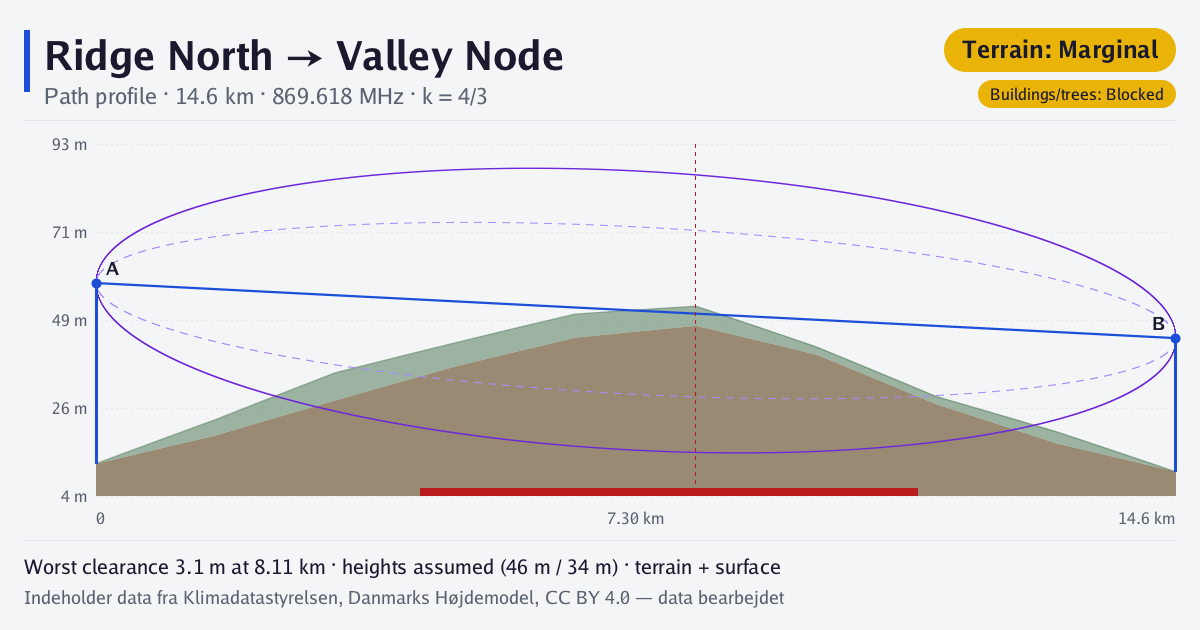 Ridge North → Valley Node
Terrain: Marginal
Path profile · 14.6 km · 869.618 MHz · k = 4/3
Buildings/trees: Blocked
93 m
71 m
49 m
26 m
4 m
A
B
0
7.30 km
14.6 km
Worst clearance 3.1 m at 8.11 km · heights assumed (46 m / 34 m) · terrain + surface
Indeholder data fra Klimadatastyrelsen, Danmarks Højdemodel, CC BY 4.0 — data bearbejdet